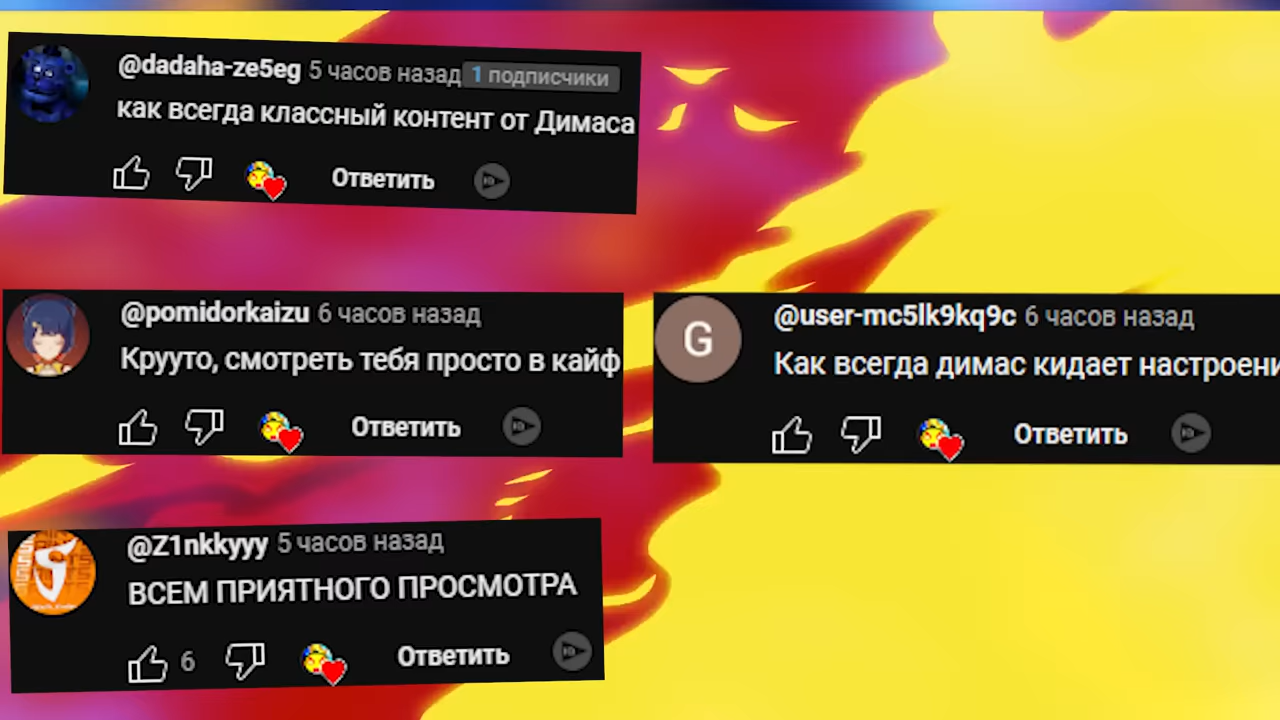 @dadaha-ze5eg 5 часов назад 1 подписчики
как всегда классный контент от Димаса
Ответить
@pomidorkaizu 6 часов назад
Крууто, смотреть тебя просто в кайф
Ответить
G
@user-mc5lk9kq9c 6 часов назад
Как всегда димас кидает настроени
Ответить
@Z1nkkyyy 5 часов назад
ВСЕМ ПРИЯТНОГО ПРОСМОТРА
6 Ответить